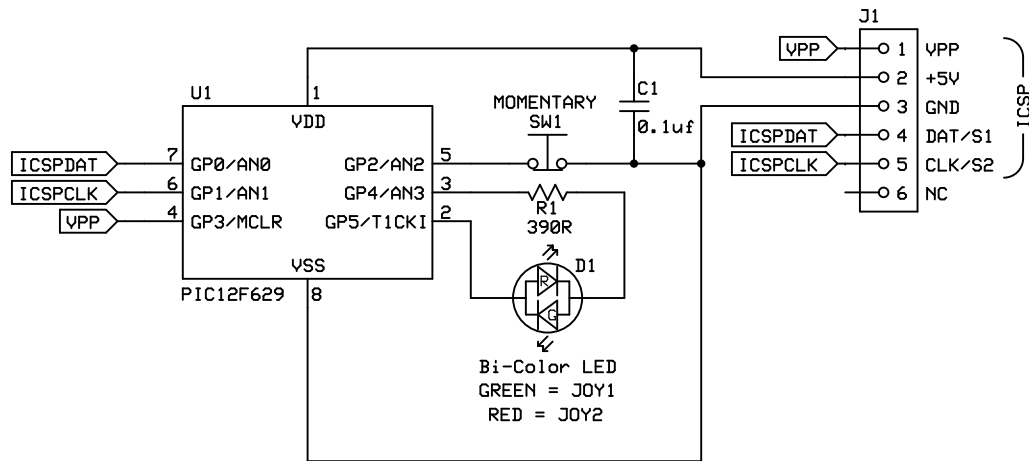 J1
VPP
1 VPP
2 +5V
3 GND
ICSPDAT
4 DAT/S1
ICSPCLK
5 CLK/S2
6 NC
ICSP
U1
1
VDD
MOMENTARY
SW1
C1
0.1uf
ICSPDAT
7
GP0/AN0
GP2/AN2
5
ICSPCLK
6
GP1/AN1
GP4/AN3
3
VPP
4
GP3/MCLR
GP5/T1CKI
2
R1
390R
VSS
PIC12F629
8
D1
R
G
Bi-Color LED
GREEN = JOY1
RED = JOY2